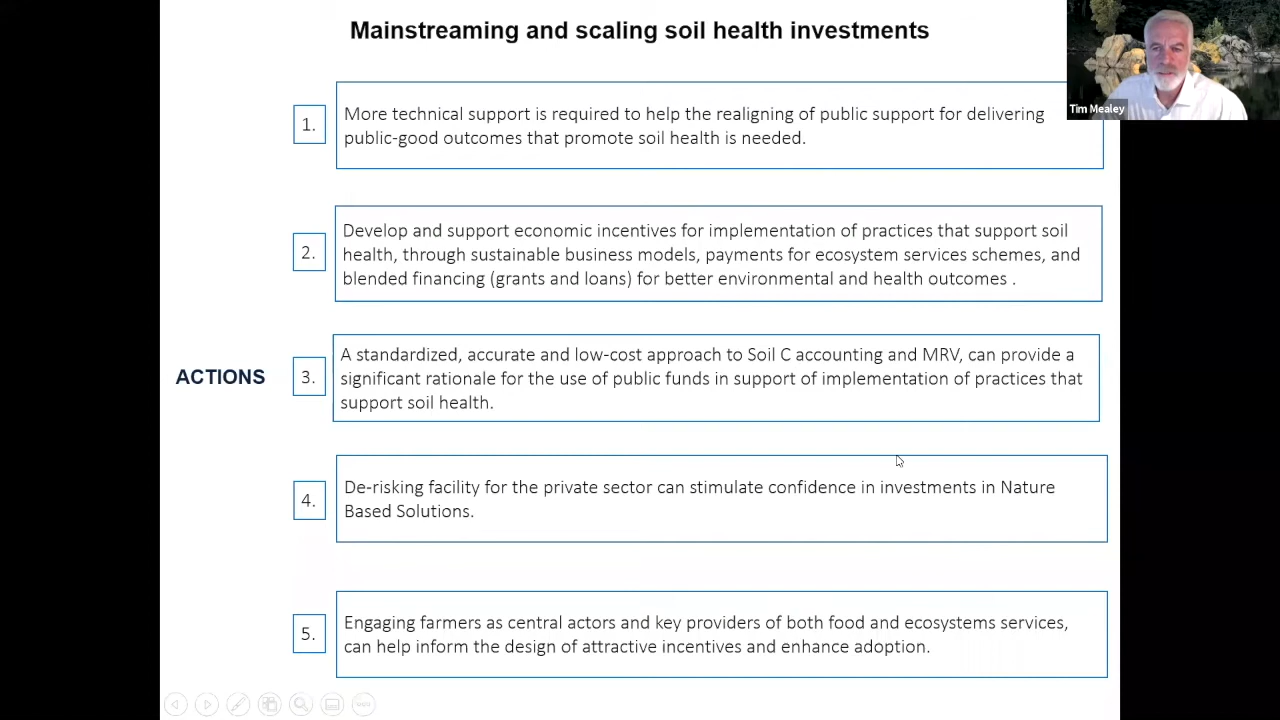 Mainstreaming and scaling soil health investments
Tim Mealey
1.
More technical support is required to help the realigning of public support for delivering
public-good outcomes that promote soil health is needed.
2.
Develop and support economic incentives for implementation of practices that support soil
health, through sustainable business models, payments for ecosystem services schemes, and
blended financing (grants and loans) for better environmental and health outcomes .
ACTIONS
3.
A standardized, accurate and low-cost approach to Soil C accounting and MRV, can provide a
significant rationale for the use of public funds in support of implementation of practices that
support soil health.
4.
De-risking facility for the private sector can stimulate confidence in investments in Nature
Based Solutions.
5.
Engaging farmers as central actors and key providers of both food and ecosystems services,
can help inform the design of attractive incentives and enhance adoption.